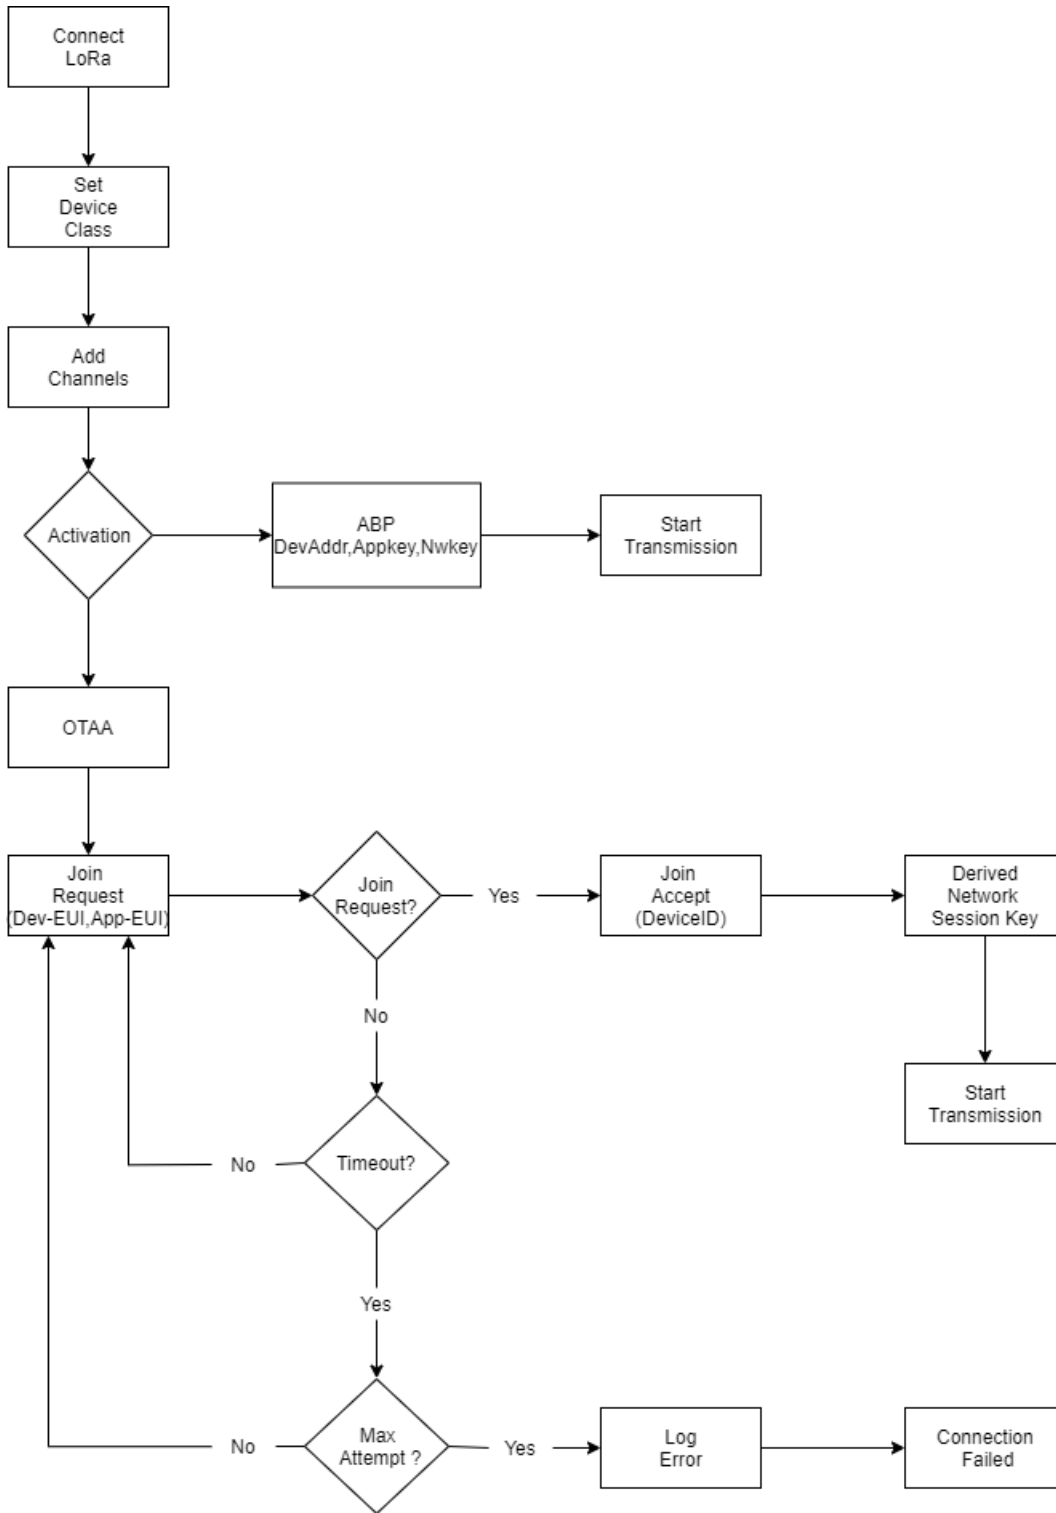 Connect
LoRa
Set
Device
Class
Add
Channels
Activation
ABP
DevAddr,Appkey,Nwkey
Start
Transmission
OTAA
Join
Request
(Dev-EUI,App-EUI)
Join
Request?
Yes
Join
Accept
(DeviceID)
Derived
Network
Session Key
No
Start
Transmission
Timeout?
No
Yes
Max
Attempt ?
No
Yes
Log
Error
Connection
Failed